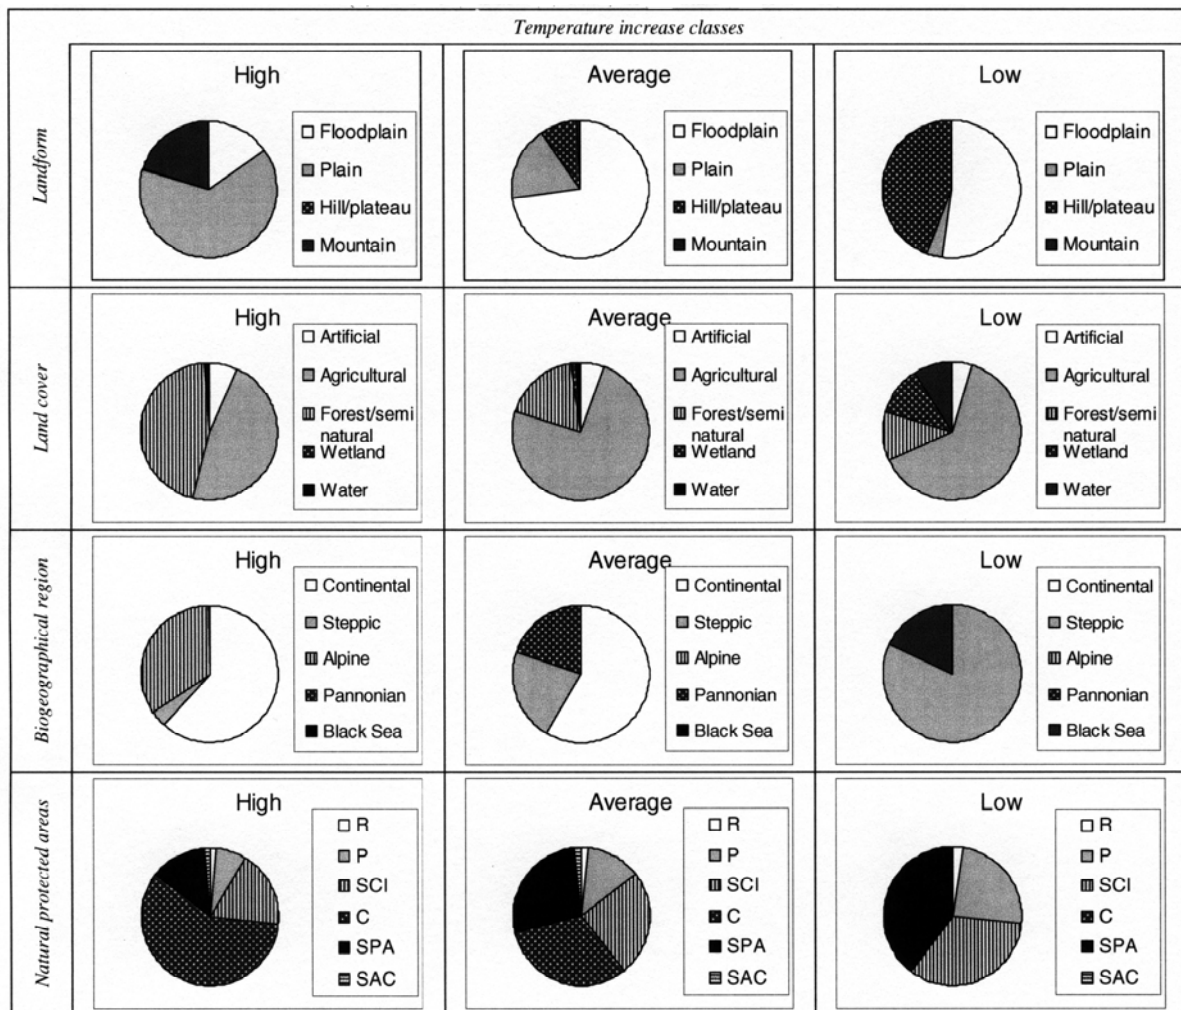 Temperature increase classes
Landform
High
Floodplain
Plain
Hill/plateau
Mountain
Average
Floodplain
Plain
Hill/plateau
Mountain
Low
Floodplain
Plain
Hill/plateau
Mountain
Land cover
High
Artificial
Agricultural
Forest/semi
natural
Wetland
Water
Average
Artificial
Agricultural
Forest/semi
natural
Wetland
Water
Low
Artificial
Agricultural
Forest/semi
natural
Wetland
Water
Biogeographical region
High
Continental
Steppic
Alpine
Pannonian
Black Sea
Average
Continental
Steppic
Alpine
Pannonian
Black Sea
Low
Continental
Steppic
Alpine
Pannonian
Black Sea
Natural protected areas
High
R
P
SCI
C
SPA
SAC
Average
R
P
SCI
C
SPA
SAC
Low
R
P
SCI
C
SPA
SAC